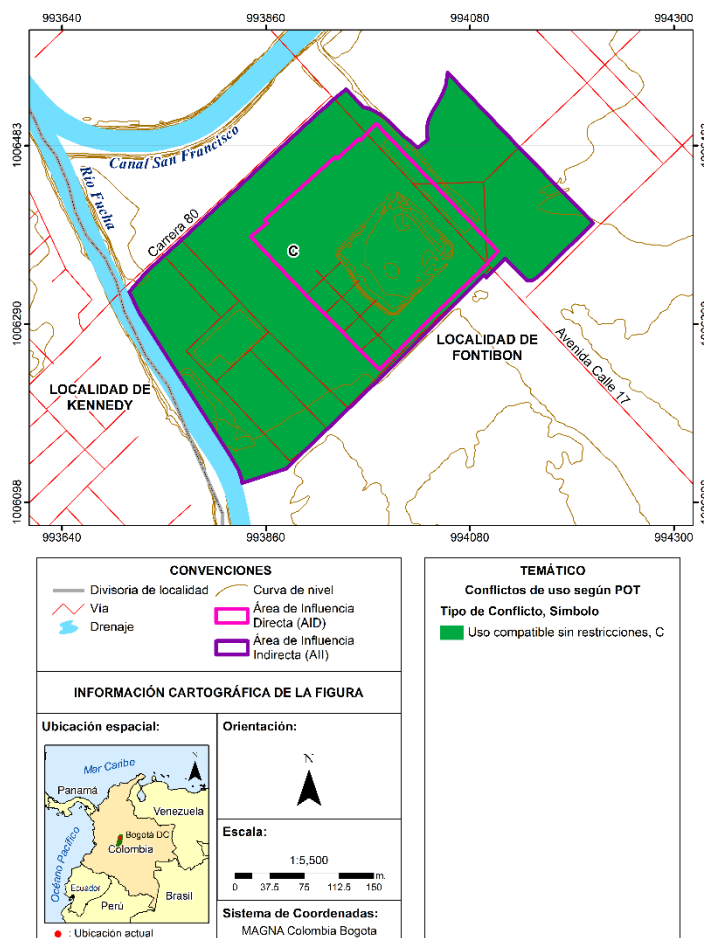 993640
993860
994080
994300
1006483
1006483
Canal San Francisco
Río Fucha
Carrera 80
C
1006290
1006290
LOCALIDAD DE
FONTIBON
Avenida Calle 17
LOCALIDAD DE
KENNEDY
1006098
1006098
993640
993860
994080
994300
CONVENCIONES
Divisoria de localidad
Vía
Drenaje
Curva de nivel
Área de Influencia
Directa (AID)
Área de Influencia
Indirecta (AII)
TEMÁTICO
Conflictos de uso según POT
Tipo de Conflicto, Símbolo
Uso compatible sin restricciones, C
INFORMACIÓN CARTOGRÁFICA DE LA FIGURA
Ubicación espacial:
Mar Caribe
N
Panamá
Venezuela
Bogotá DC
Colombia
Océano Pacífico
Ecuador
Perú
Brasil
: Ubicación actual
Orientación:
N
Escala:
1:5,500
m.
0 37.5 75 112.5 150
Sistema de Coordenadas:
MAGNA Colombia Bogota